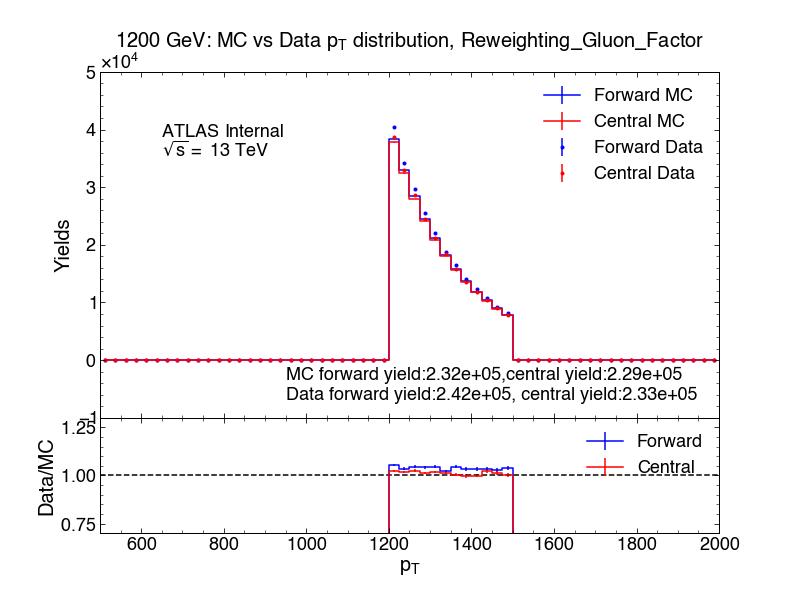 1200 GeV: MC vs Data pT distribution, Reweighting_Gluon_Factor
×10⁴
5
4
3
2
1
0
−1
Yields
ATLAS Internal
√s = 13 TeV
Forward MC
Central MC
Forward Data
Central Data
MC forward yield:2.32e+05,central yield:2.29e+05
Data forward yield:2.42e+05, central yield:2.33e+05
1.25
1.00
0.75
Data/MC
Forward
Central
600 800 1000 1200 1400 1600 1800 2000
pT